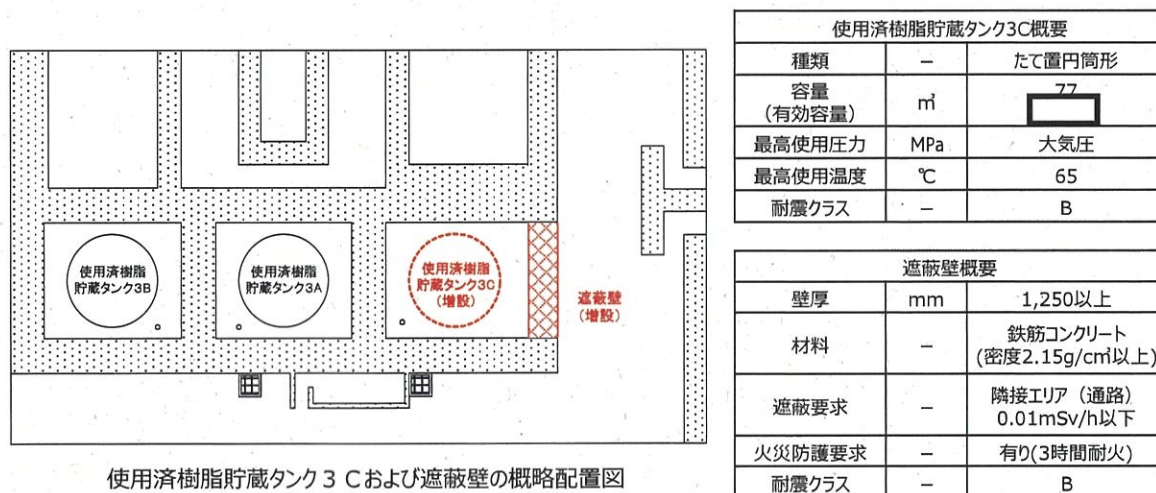 使用済樹脂
貯蔵タンク3B
使用済樹脂
貯蔵タンク3A
使用済樹脂
貯蔵タンク3C
(増設)
遮蔽壁
(増設)
使用済樹脂貯蔵タンク3Cおよび遮蔽壁の概略配置図
使用済樹脂貯蔵タンク3C概要
種類 － たて置円筒形
容量
(有効容量) ㎥ 77
最高使用圧力 MPa 大気圧
最高使用温度 ℃ 65
耐震クラス － B
遮蔽壁概要
壁厚 mm 1,250以上
材料 － 鉄筋コンクリート
(密度2.15g/c㎥以上)
遮蔽要求 － 隣接エリア（通路）
0.01mSv/h以下
火災防護要求 － 有り(3時間耐火)
耐震クラス － B